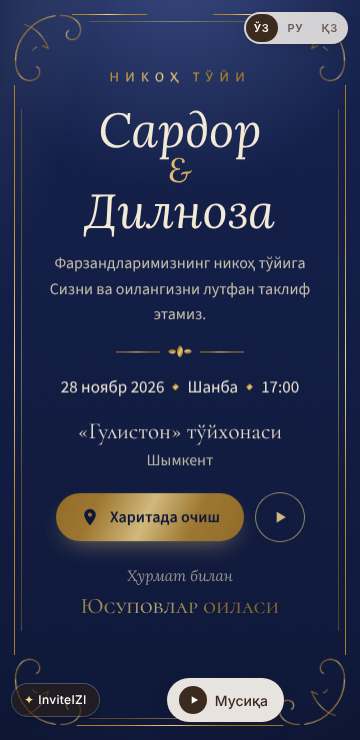 ЎЗ РУ ҚЗ
НИКОҲ ТЎЙИ
Сардор
&
Дилноза
Фарзандларимизнинг никоҳ тўйига
Сизни ва оилангизни лутфан таклиф
этамиз.
28 ноябр 2026 Шанба 17:00
«Гулистон» тўйхонаси
Шымкент
Харитада очиш
Ҳурмат билан
Юсуповлар оиласи
InviteIZI
Мусиқа